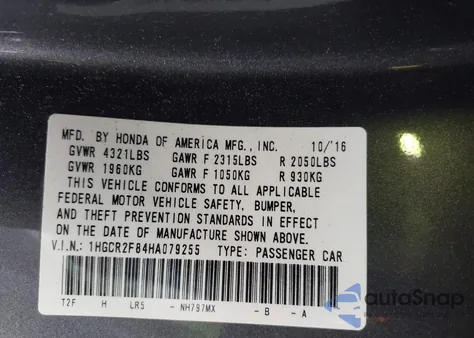 MFD. BY HONDA OF AMERICA MFG., INC. 10/'16
GVWR 4321LBS GAWR F 2315LBS R 2050LBS
GVWR 1960KG GAWR F 1050KG R 930KG
THIS VEHICLE CONFORMS TO ALL APPLICABLE
FEDERAL MOTOR VEHICLE SAFETY, BUMPER,
AND THEFT PREVENTION STANDARDS IN EFFECT
ON THE DATE OF MANUFACTURE SHOWN ABOVE.
V.I.N.: 1HGCR2F84HA079255 TYPE: PASSENGER CAR
T2F H LR5 - NH797MX - B - A
autoSnap